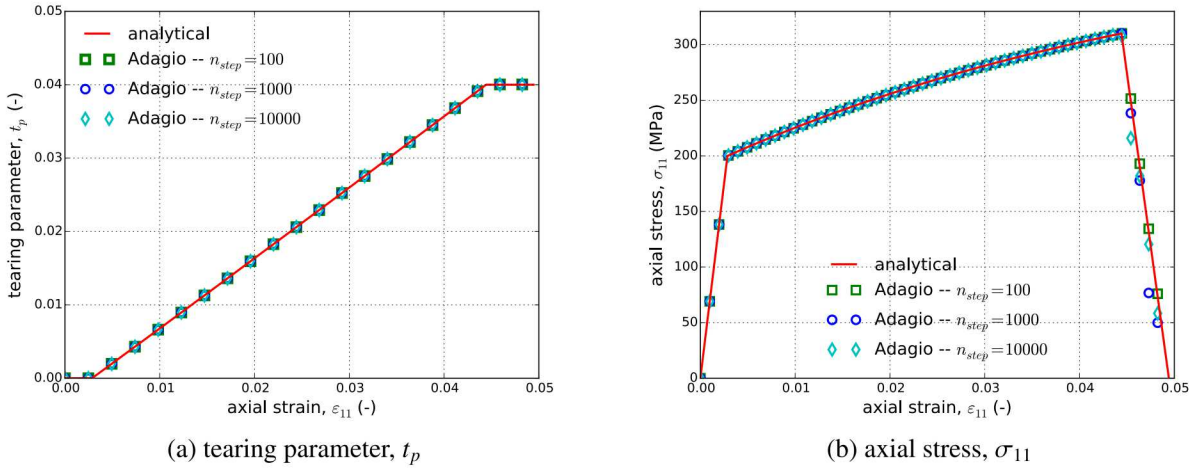 0.05
0.04
0.03
0.02
0.01
0.00
tearing parameter, t_p (-)
analytical
Adagio -- n_step=100
Adagio -- n_step=1000
Adagio -- n_step=10000
0.00 0.01 0.02 0.03 0.04 0.05
axial strain, ε₁₁ (-)
(a) tearing parameter, t_p
300
250
200
150
100
50
0
axial stress, σ₁₁ (MPa)
analytical
Adagio -- n_step=100
Adagio -- n_step=1000
Adagio -- n_step=10000
0.00 0.01 0.02 0.03 0.04 0.05
axial strain, ε₁₁ (-)
(b) axial stress, σ₁₁